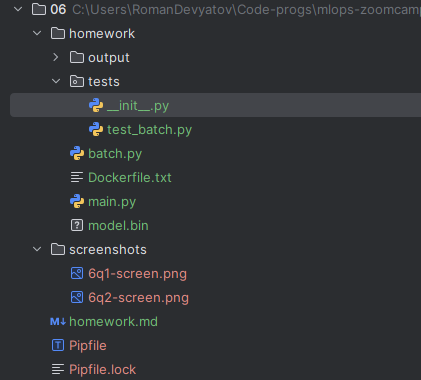 06 C:\Users\RomanDevyatov\Code-progs\mlops-zoomcamp
homework
output
tests
__init__.py
test_batch.py
batch.py
Dockerfile.txt
main.py
model.bin
screenshots
6q1-screen.png
6q2-screen.png
M↓ homework.md
T Pipfile
Pipfile.lock